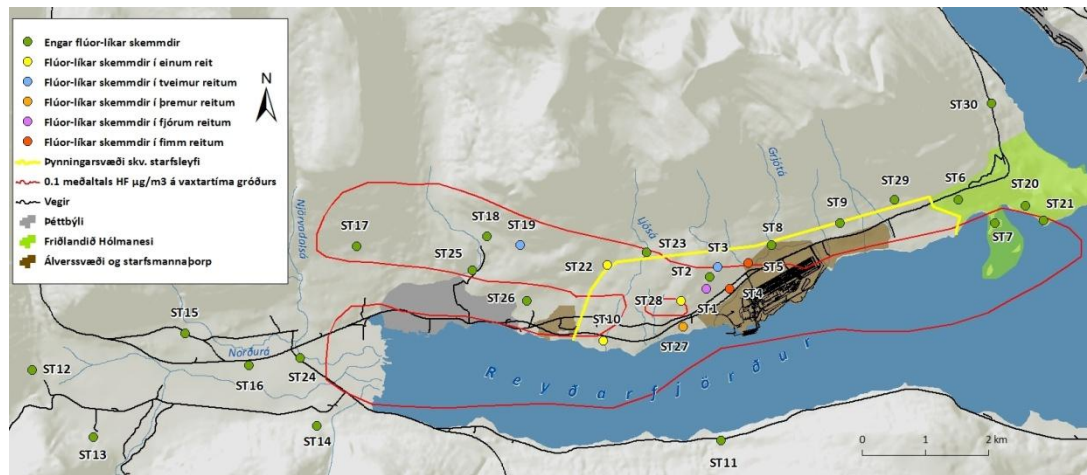 Engar flúor-líkar skemmdir
Flúor-líkar skemmdir í einum reit
Flúor-líkar skemmdir í tveimur reitum
Flúor-líkar skemmdir í þremur reitum
Flúor-líkar skemmdir í fjórum reitum
Flúor-líkar skemmdir í fimm reitum
Þynningarsvæði skv. starfsleyfi
0.1 meðaltals HF µg/m3 á vaxtartíma gróðurs
Vegir
Þéttbýli
Friðlandið Hólmanesi
Álverssvæði og starfsmannaþorp
N
ST30
ST29
ST6
ST20
ST21
ST7
Grjótá
ST9
ST8
ST17
ST18
ST19
Njörvadalsá
Ljósá
ST23
ST3
ST5
ST2
ST22
ST25
ST26
ST28
ST4
ST1
ST10
ST27
ST15
Norðurá
ST12
ST16
ST24
Reyðarfjörður
ST13
ST14
ST11
0 1 2 km